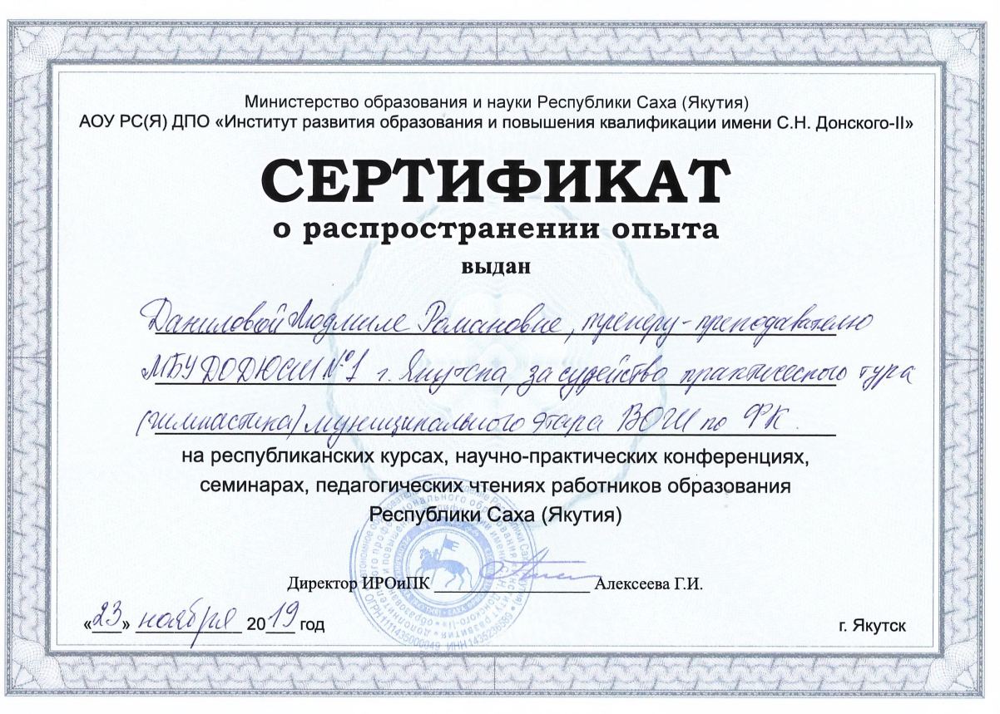 Министерство образования и науки Республики Саха (Якутия)
АОУ РС(Я) ДПО «Институт развития образования и повышения квалификации имени С.Н. Донского-II»
СЕРТИФИКАТ
о распространении опыта
выдан
Даниловой Людмиле Романовне, тренеру-преподавателю
МБУ ДО ДЮСШ №1 г. Якутска, за судейство практического тура
(гимнастика) муниципального этапа ВОШ по ФК.
на республиканских курсах, научно-практических конференциях,
семинарах, педагогических чтениях работников образования
Республики Саха (Якутия)
Директор ИРОиПК Алексеева Г.И.
«23» ноября 2019 год
г. Якутск